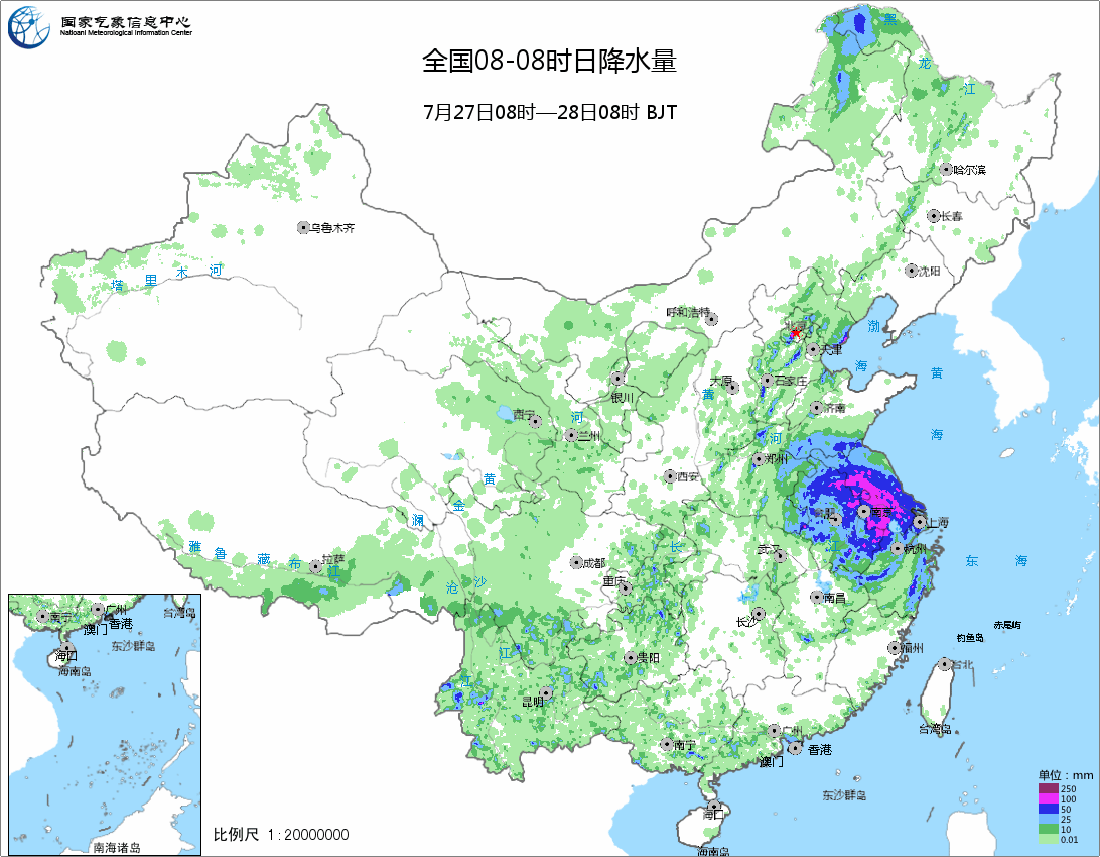 国家气象信息中心
Naitoani Meteorological Information Center
全国08-08时日降水量
7月27日08时—28日08时 BJT
黑
龙
江
哈尔滨
长春
乌鲁木齐
塔 里 木 河
沈阳
呼和浩特
北京
渤
天津
海
黄
太原
石家庄
黄
银川
济南
西宁
河
兰州
河
海
郑州
西安
黄
金
澜
南京
合肥
上海
雅 鲁 藏 布 江
拉萨
长
武汉
江
杭州
东 海
成都
重庆
沧
沙
南昌
长沙
赤尾屿
钓鱼岛
江
贵阳
福州
台北
江
昆明
台湾岛
南宁
广州
香港
澳门
东沙群岛
海口
海南岛
南宁
广州
香港
澳门
台湾岛
东沙群岛
海口
海南岛
南海诸岛
比例尺 1:20000000
单位：mm
250
100
50
25
10
0.01